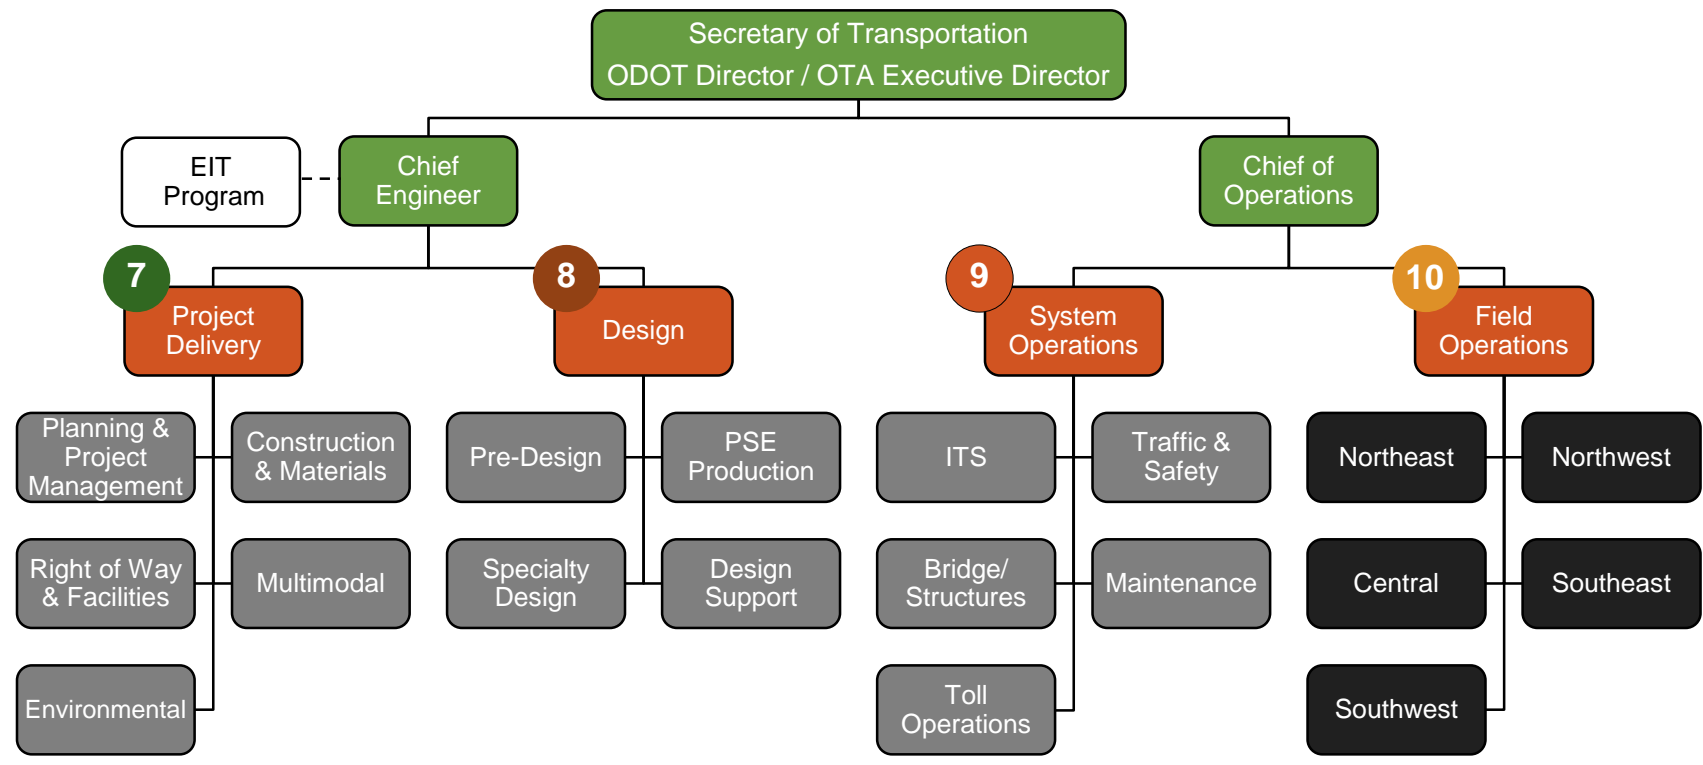 Secretary of Transportation
ODOT Director / OTA Executive Director
EIT
Program
Chief
Engineer
Chief of
Operations
7
Project
Delivery
8
Design
9
System
Operations
10
Field
Operations
Planning &
Project
Management
Construction
& Materials
Pre-Design
PSE
Production
ITS
Traffic &
Safety
Northeast
Northwest
Right of Way
& Facilities
Multimodal
Specialty
Design
Design
Support
Bridge/
Structures
Maintenance
Central
Southeast
Environmental
Toll
Operations
Southwest